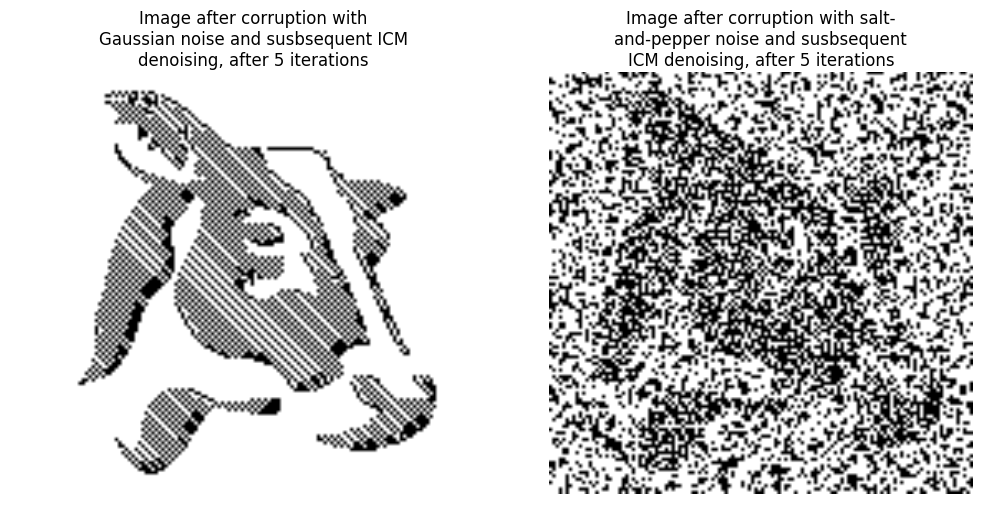 Image after corruption with
Gaussian noise and susbsequent ICM
denoising, after 5 iterations
Image after corruption with salt-
and-pepper noise and susbsequent
ICM denoising, after 5 iterations